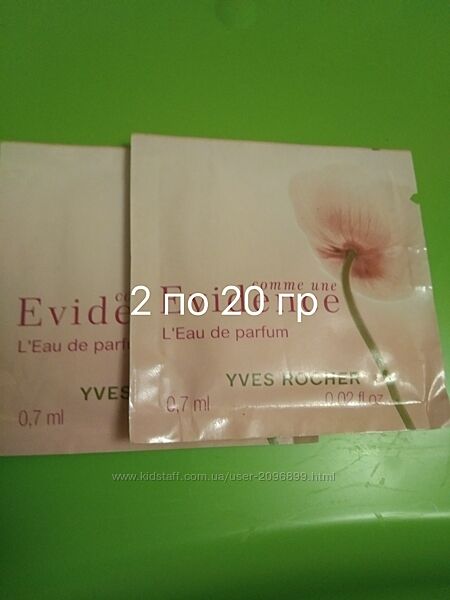 comme une
Evidence
L'Eau de parfum
YVES ROCHER
0,7 ml 0.02 fl.oz
Evide
L'Eau de parfu
YVES
0,7 ml
2 по 20 гр
www.kidstaff.com.ua/user-2096899.html